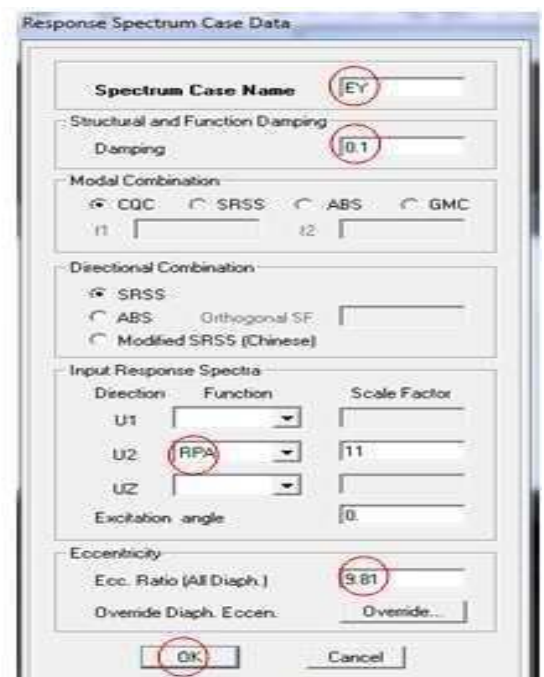 Response Spectrum Case Data
Spectrum Case Name EY
Structural and Function Damping
Damping 0.1
Modal Combination
CQC SRSS ABS GMC
f1 f2
Directional Combination
SRSS
ABS Orthogonal SF
Modified SRSS (Chinese)
Input Response Spectra
Direction Function Scale Factor
U1
U2 RPA 11
UZ
Excitation angle 0.
Eccentricity
Ecc. Ratio (All Diaph.) 9.81
Override Diaph. Eccen. Override...
OK Cancel